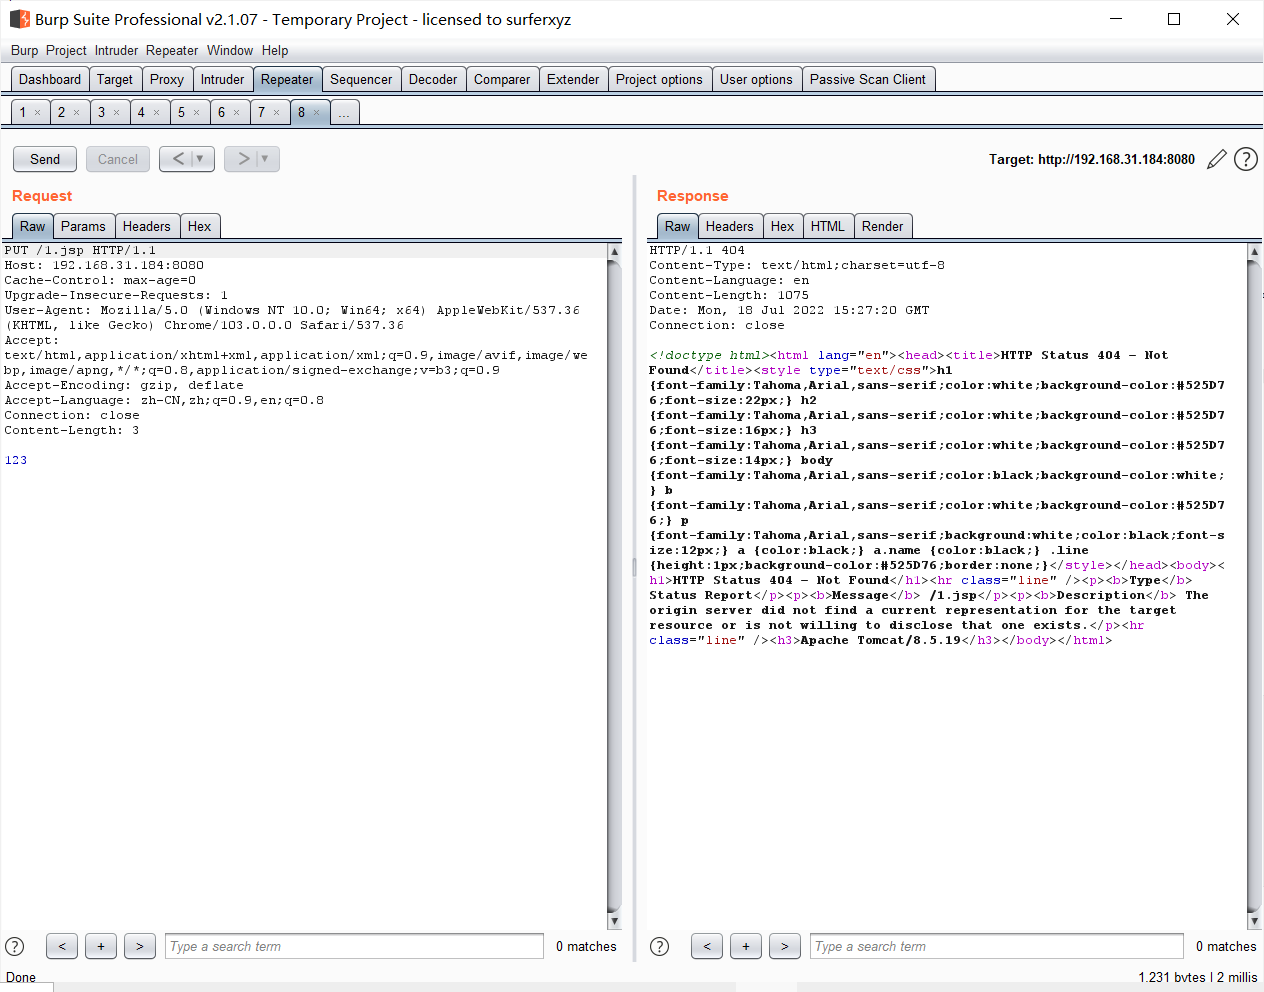 Burp Suite Professional v2.1.07 - Temporary Project - licensed to surferxyz
Burp Project Intruder Repeater Window Help
Dashboard Target Proxy Intruder Repeater Sequencer Decoder Comparer Extender Project options User options Passive Scan Client
1 × 2 × 3 × 4 × 5 × 6 × 7 × 8 × ...
Send Cancel < ▼ > ▼ Target: http://192.168.31.184:8080 ?
Request
Raw Params Headers Hex
PUT /1.jsp HTTP/1.1
Host: 192.168.31.184:8080
Cache-Control: max-age=0
Upgrade-Insecure-Requests: 1
User-Agent: Mozilla/5.0 (Windows NT 10.0; Win64; x64) AppleWebKit/537.36
(KHTML, like Gecko) Chrome/103.0.0.0 Safari/537.36
Accept:
text/html,application/xhtml+xml,application/xml;q=0.9,image/avif,image/we
bp,image/apng,*/*;q=0.8,application/signed-exchange;v=b3;q=0.9
Accept-Encoding: gzip, deflate
Accept-Language: zh-CN,zh;q=0.9,en;q=0.8
Connection: close
Content-Length: 3
123
? < + > Type a search term 0 matches
Response
Raw Headers Hex HTML Render
HTTP/1.1 404
Content-Type: text/html;charset=utf-8
Content-Language: en
Content-Length: 1075
Date: Mon, 18 Jul 2022 15:27:20 GMT
Connection: close
<!doctype html><html lang="en"><head><title>HTTP Status 404 – Not
Found</title><style type="text/css">h1
{font-family:Tahoma,Arial,sans-serif;color:white;background-color:#525D7
6;font-size:22px;} h2
{font-family:Tahoma,Arial,sans-serif;color:white;background-color:#525D7
6;font-size:16px;} h3
{font-family:Tahoma,Arial,sans-serif;color:white;background-color:#525D7
6;font-size:14px;} body
{font-family:Tahoma,Arial,sans-serif;color:black;background-color:white;
} b
{font-family:Tahoma,Arial,sans-serif;color:white;background-color:#525D7
6;} p
{font-family:Tahoma,Arial,sans-serif;background:white;color:black;font-s
ize:12px;} a {color:black;} a.name {color:black;} .line
{height:1px;background-color:#525D76;border:none;}</style></head><body><
h1>HTTP Status 404 – Not Found</h1><hr class="line" /><p><b>Type</b>
Status Report</p><p><b>Message</b> /1.jsp</p><p><b>Description</b> The
origin server did not find a current representation for the target
resource or is not willing to disclose that one exists.</p><hr
class="line" /><h3>Apache Tomcat/8.5.19</h3></body></html>
? < + > Type a search term 0 matches
Done 1,231 bytes | 2 millis